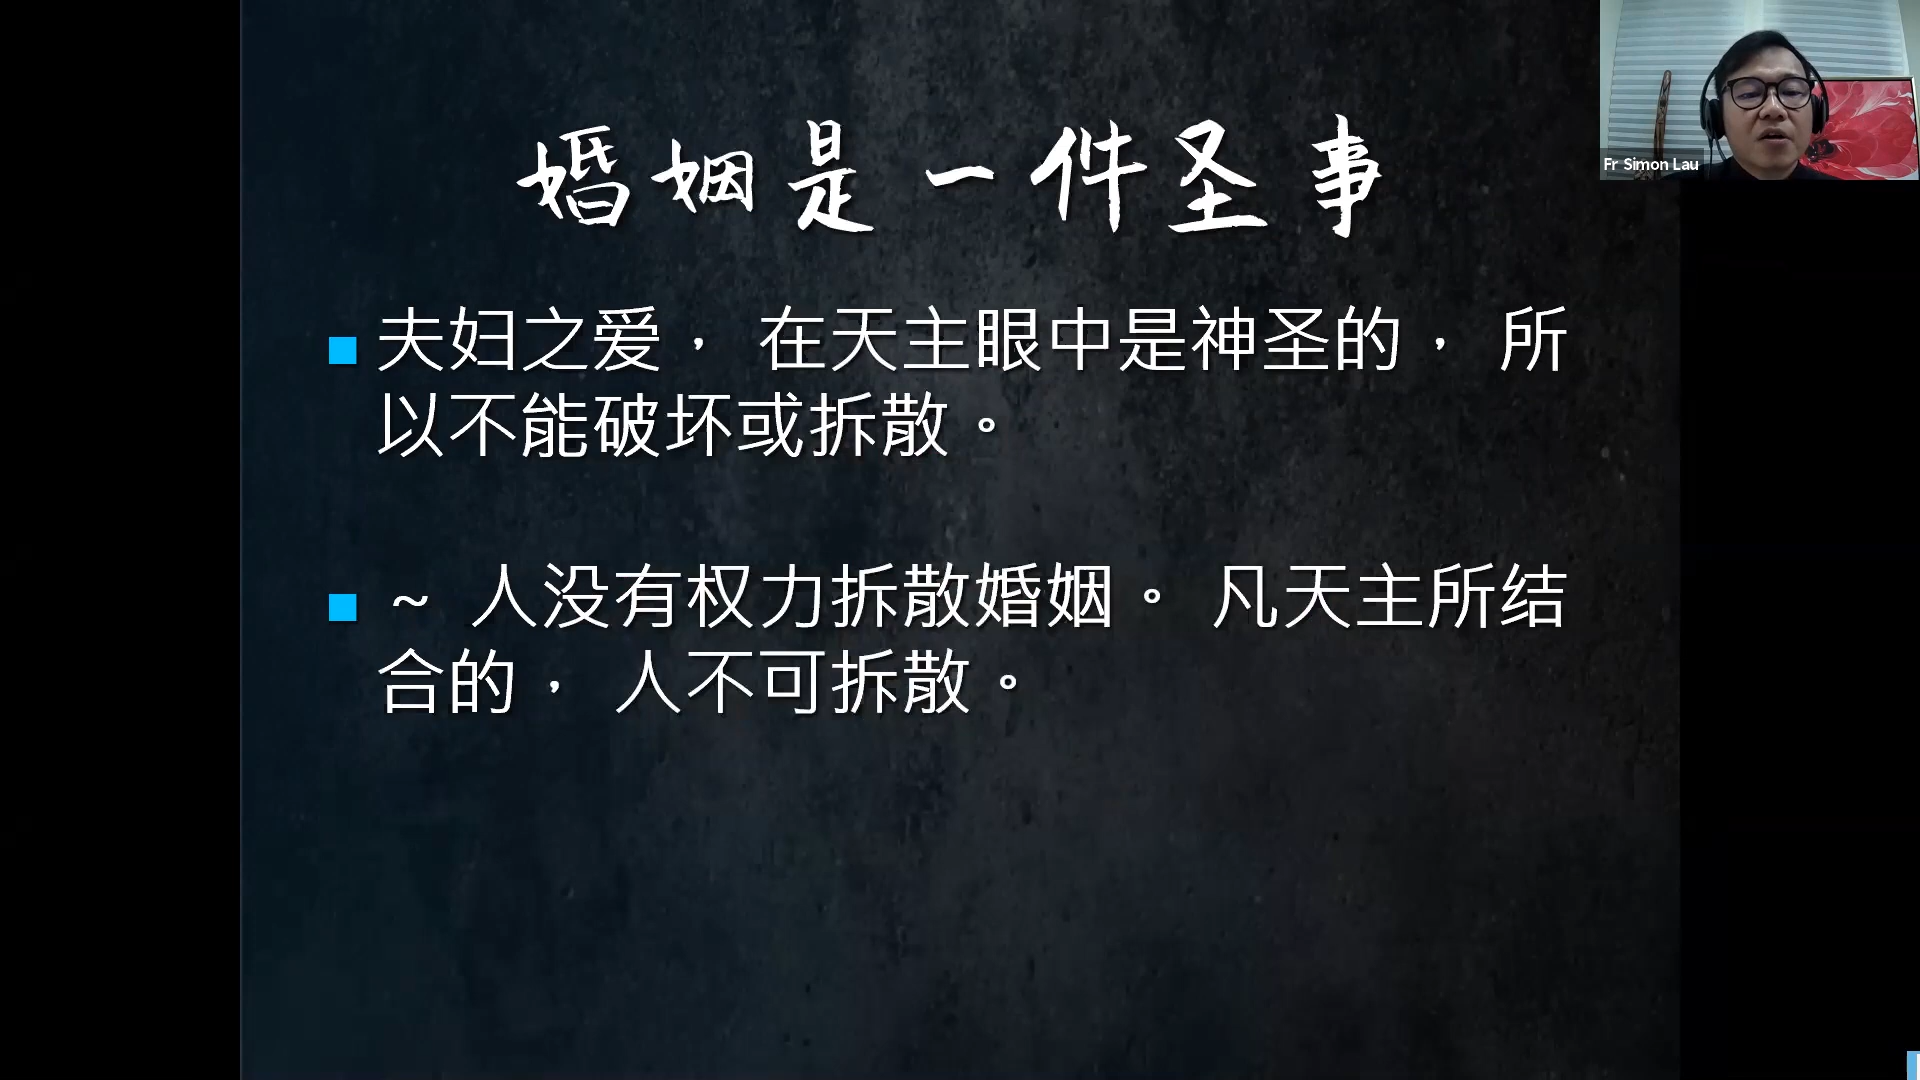 婚姻是一件圣事
Fr Simon Lau
夫妇之爱， 在天主眼中是神圣的， 所
以不能破坏或拆散。
~ 人没有权力拆散婚姻。 凡天主所结
合的， 人不可拆散。